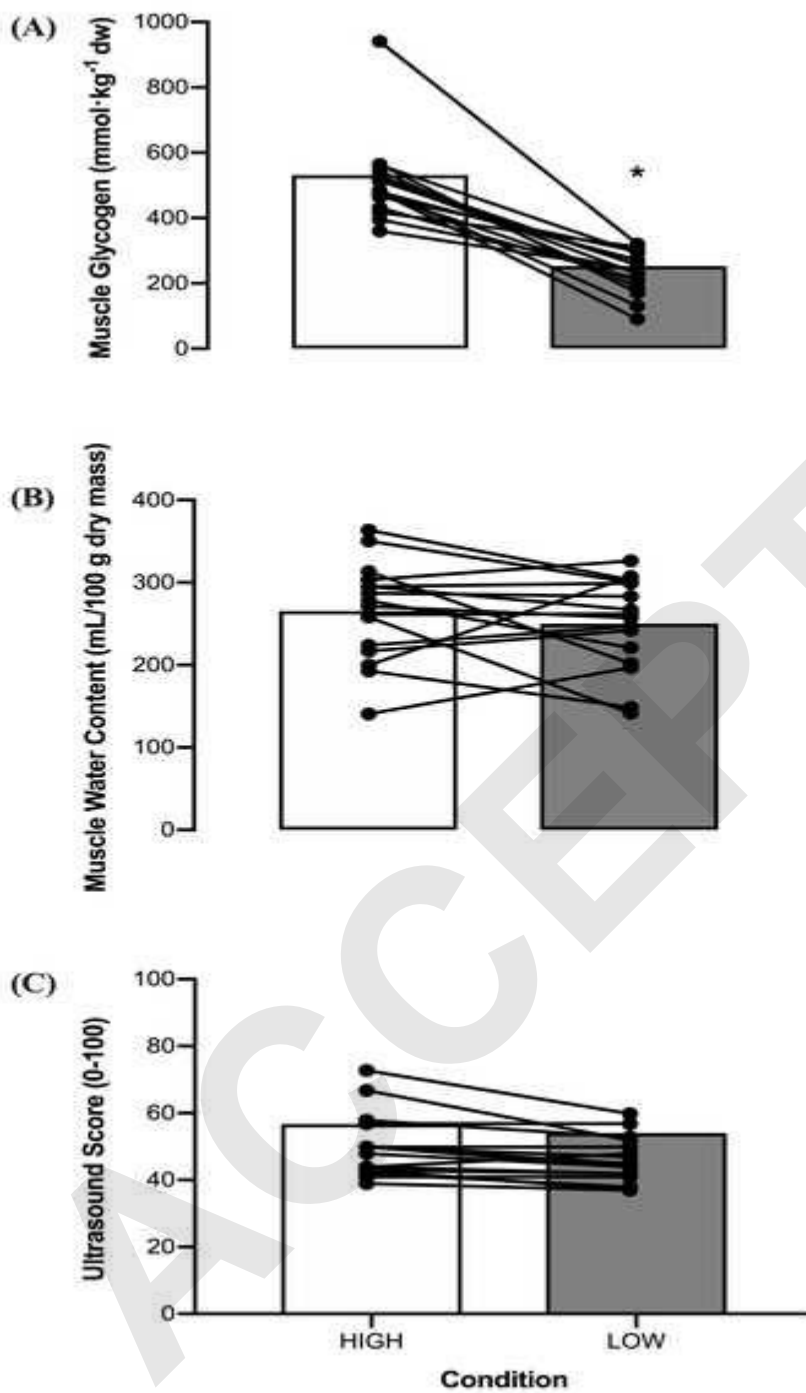 (A)
Muscle Glycogen (mmol·kg⁻¹ dw)
1000
800
600
400
200
0
*
(B)
Muscle Water Content (mL/100 g dry mass)
400
300
200
100
0
(C)
Ultrasound Score (0-100)
100
80
60
40
20
0
HIGH LOW
Condition
ACCEPT